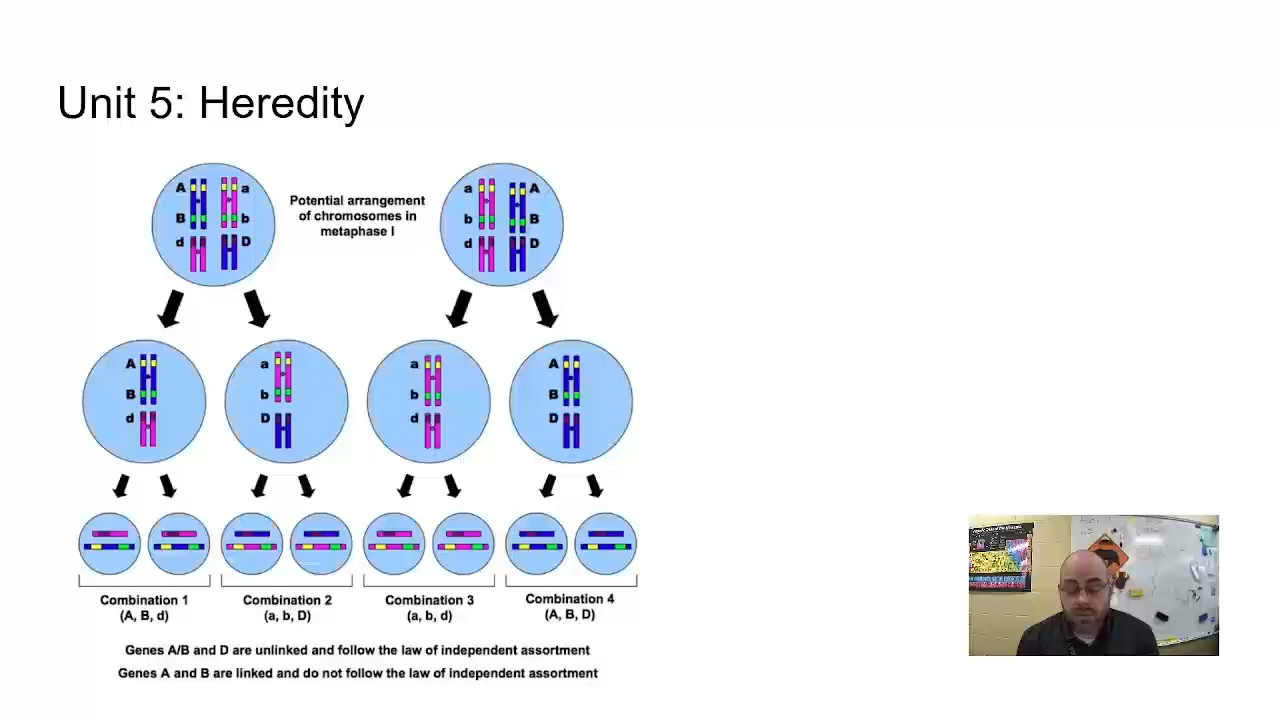 Unit 5: Heredity
A a
B b
d D
Potential arrangement
of chromosomes in
metaphase I
a A
b B
d D
A
B
d
a
b
D
a
b
d
A
B
D
Combination 1
(A, B, d)
Combination 2
(a, b, D)
Combination 3
(a, b, d)
Combination 4
(A, B, D)
Genes A/B and D are unlinked and follow the law of independent assortment
Genes A and B are linked and do not follow the law of independent assortment